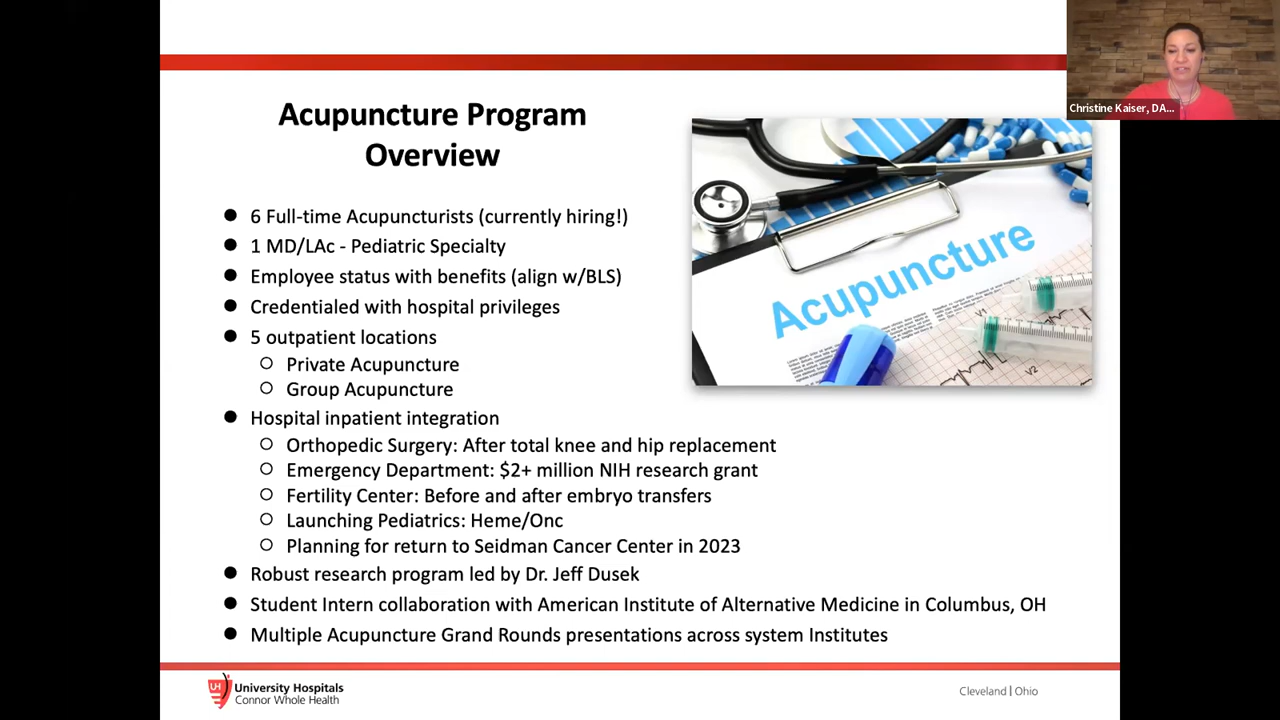 Christine Kaiser, DA...
Acupuncture Program
Overview
● 6 Full-time Acupuncturists (currently hiring!)
● 1 MD/LAc - Pediatric Specialty
● Employee status with benefits (align w/BLS)
● Credentialed with hospital privileges
● 5 outpatient locations
○ Private Acupuncture
○ Group Acupuncture
● Hospital inpatient integration
○ Orthopedic Surgery: After total knee and hip replacement
○ Emergency Department: $2+ million NIH research grant
○ Fertility Center: Before and after embryo transfers
○ Launching Pediatrics: Heme/Onc
○ Planning for return to Seidman Cancer Center in 2023
● Robust research program led by Dr. Jeff Dusek
● Student Intern collaboration with American Institute of Alternative Medicine in Columbus, OH
● Multiple Acupuncture Grand Rounds presentations across system Institutes
Acupuncture
V1
V2
UH
University Hospitals
Connor Whole Health
Cleveland | Ohio